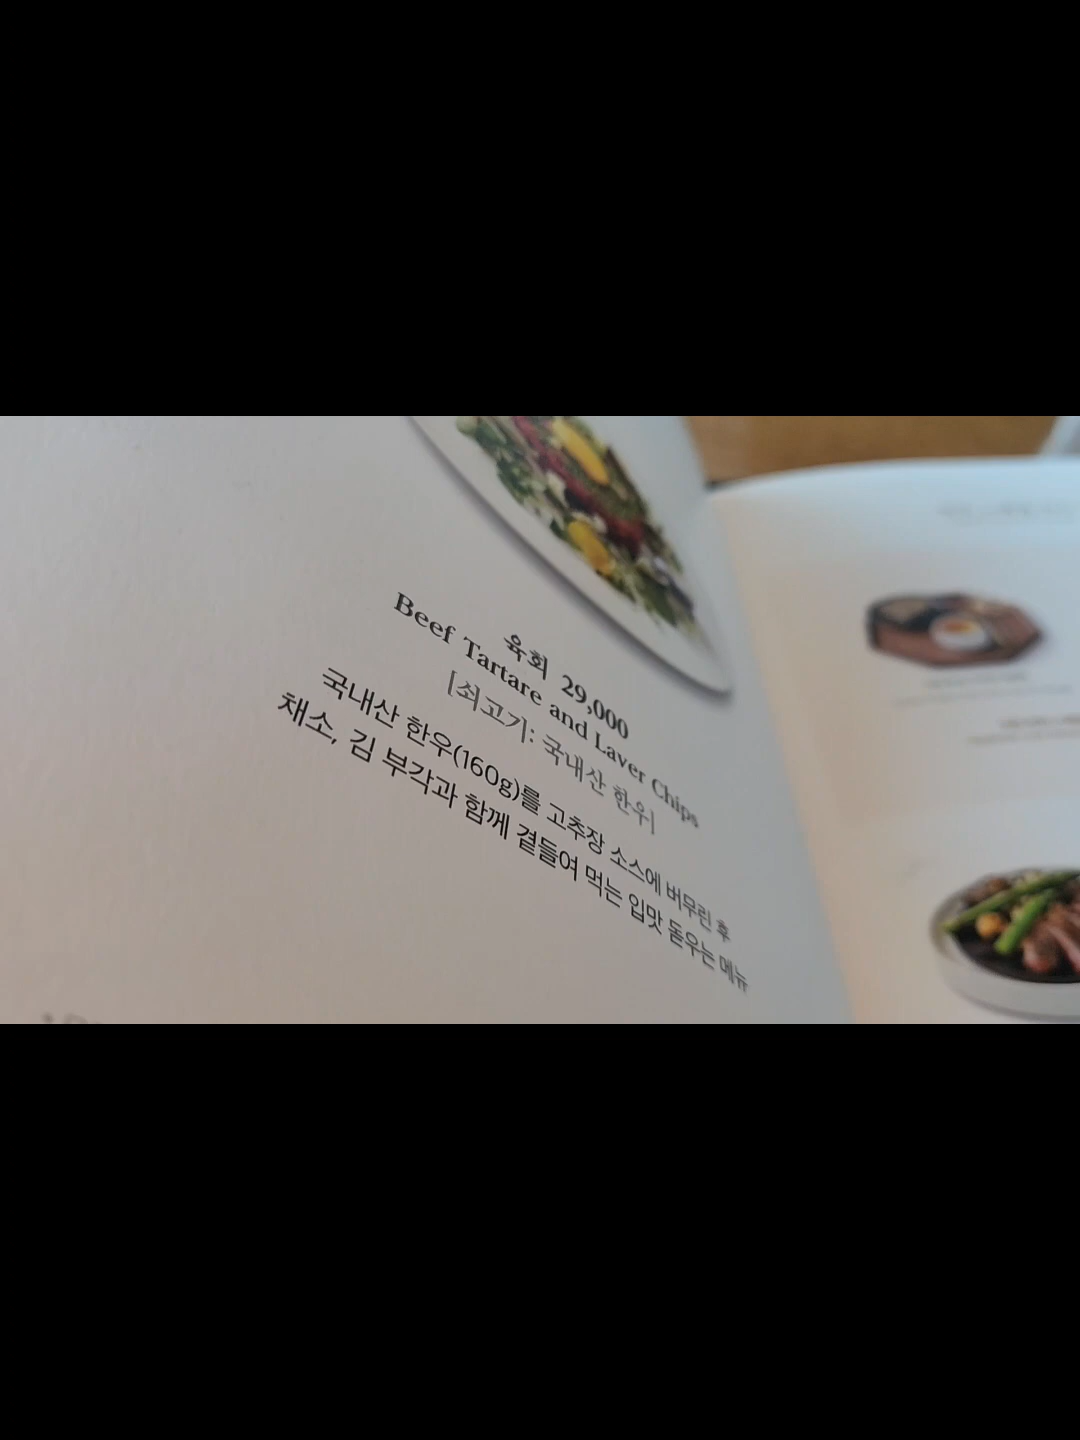 육회 29,000
Beef Tartare and Laver Chips
[쇠고기: 국내산 한우]
국내산 한우(160g)를 고추장 소스에 버무린 후
채소, 김 부각과 함께 곁들여 먹는 입맛 돋우는 메뉴